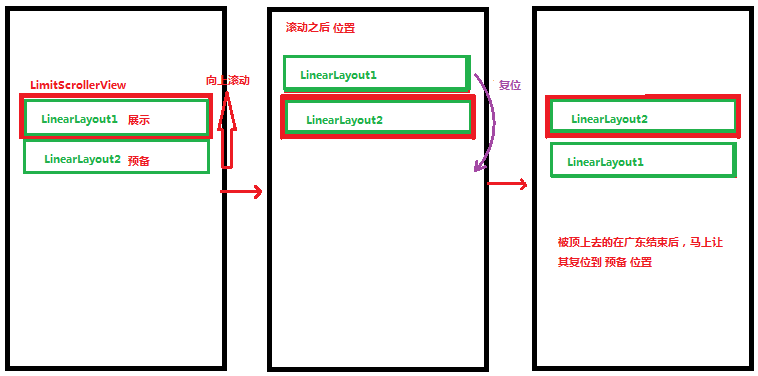 LimitScrollerView
向上滚动
LinearLayout1 展示
LinearLayout2 预备
滚动之后 位置
LinearLayout1
LinearLayout2
复位
LinearLayout2
LinearLayout1
被顶上去的在广东结束后，马上让
其复位到 预备 位置